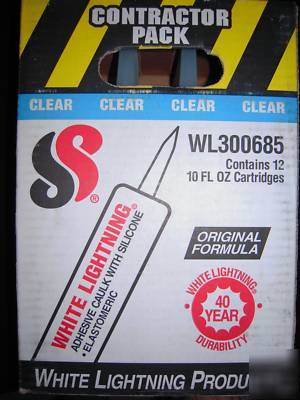 CONTRACTOR
PACK
CLEAR CLEAR CLEAR CLEAR
WL300685
Contains 12
10 FL OZ Cartridges
SS®
WHITE LIGHTNING®
ADHESIVE CAULK WITH SILICONE
• ELASTOMERIC
ORIGINAL
FORMULA
WHITE LIGHTNING®
40
YEAR
DURABILITY
WHITE LIGHTNING PRODU